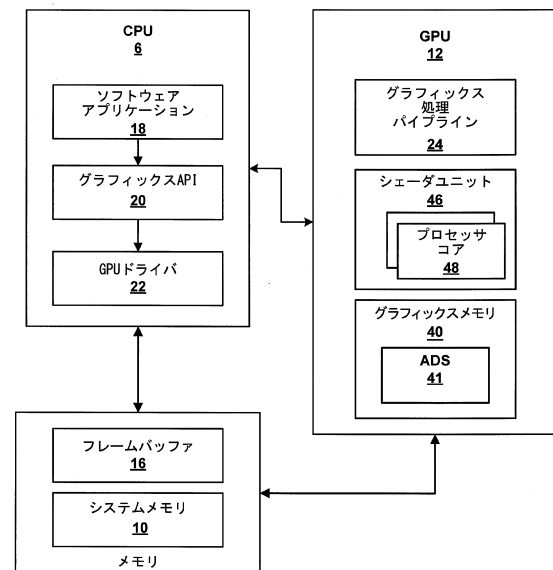 CPU
6
ソフトウェア
アプリケーション
18
グラフィックスAPI
20
GPUドライバ
22
GPU
12
グラフィックス
処理
パイプライン
24
シェーダユニット
46
プロセッサ
コア
48
グラフィックスメモリ
40
ADS
41
フレームバッファ
16
システムメモリ
10
メモリ